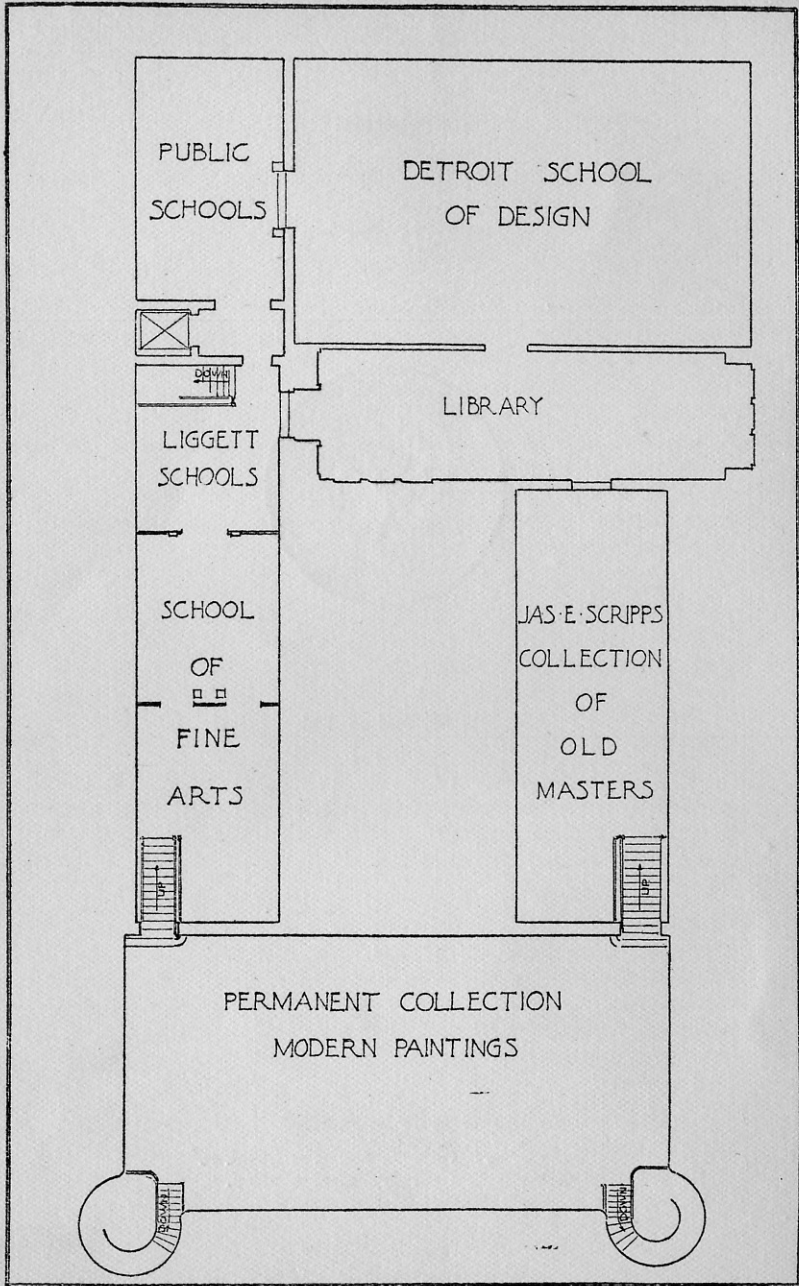 PUBLIC
SCHOOLS
DETROIT SCHOOL
OF DESIGN
DOWN
LIBRARY
LIGGETT
SCHOOLS
SCHOOL
OF
FINE
ARTS
JAS·E·SCRIPPS
COLLECTION
OF
OLD
MASTERS
UP
UP
PERMANENT COLLECTION
MODERN PAINTINGS
DOWN
DOWN